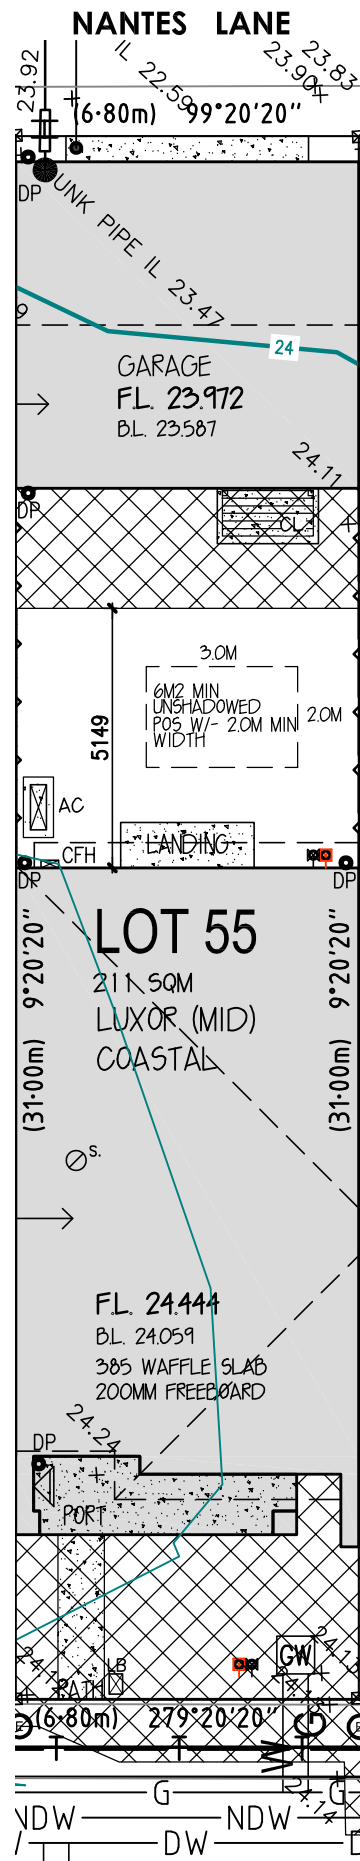 NANTES LANE
23.92
IL 22.59
23.90
23.83
(6·80m) 99°20'20"
DP
UNK PIPE IL 23.47
9
24
GARAGE
F.L. 23.972
B.L. 23.587
24.11
DP
CL
3.0M
6M2 MIN
UNSHADOWED
POS W/- 2.0M MIN
WIDTH
2.0M
5149
AC
LANDING
CFH
DP
DP
LOT 55
211 SQM
LUXOR (MID)
COASTAL
(31·00m) 9°20'20"
(31·00m) 9°20'20"
S.
F.L. 24.444
B.L. 24.059
385 WAFFLE SLAB
200MM FREEBOARD
24.24
DP
PORT
GW
LB
PATH
(6·80m) 279°20'20"
G
W
24.14
G
G
NDW
NDW
DW